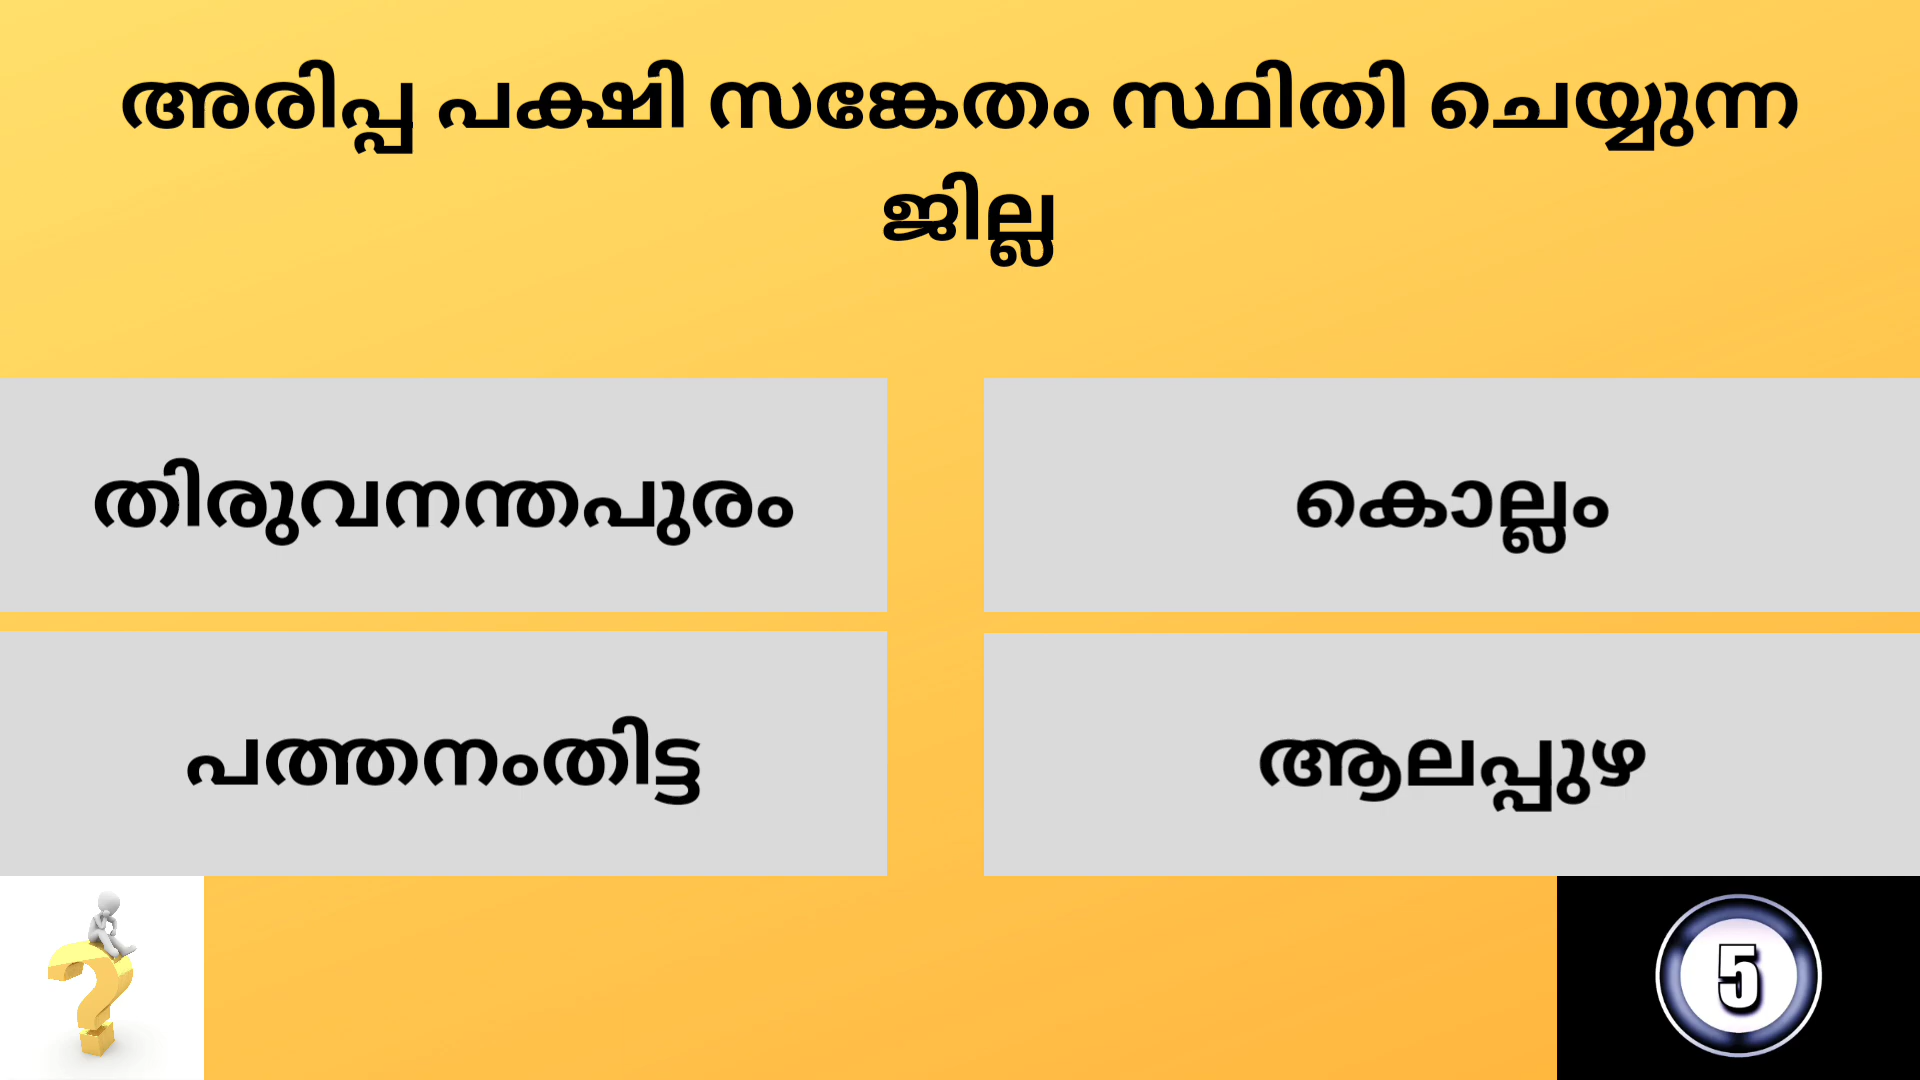 അരിപ്പ പക്ഷി സങ്കേതം സ്ഥിതി ചെയ്യുന്ന
ജില്ല
തിരുവനന്തപുരം
കൊല്ലം
പത്തനംതിട്ട
ആലപ്പുഴ
5